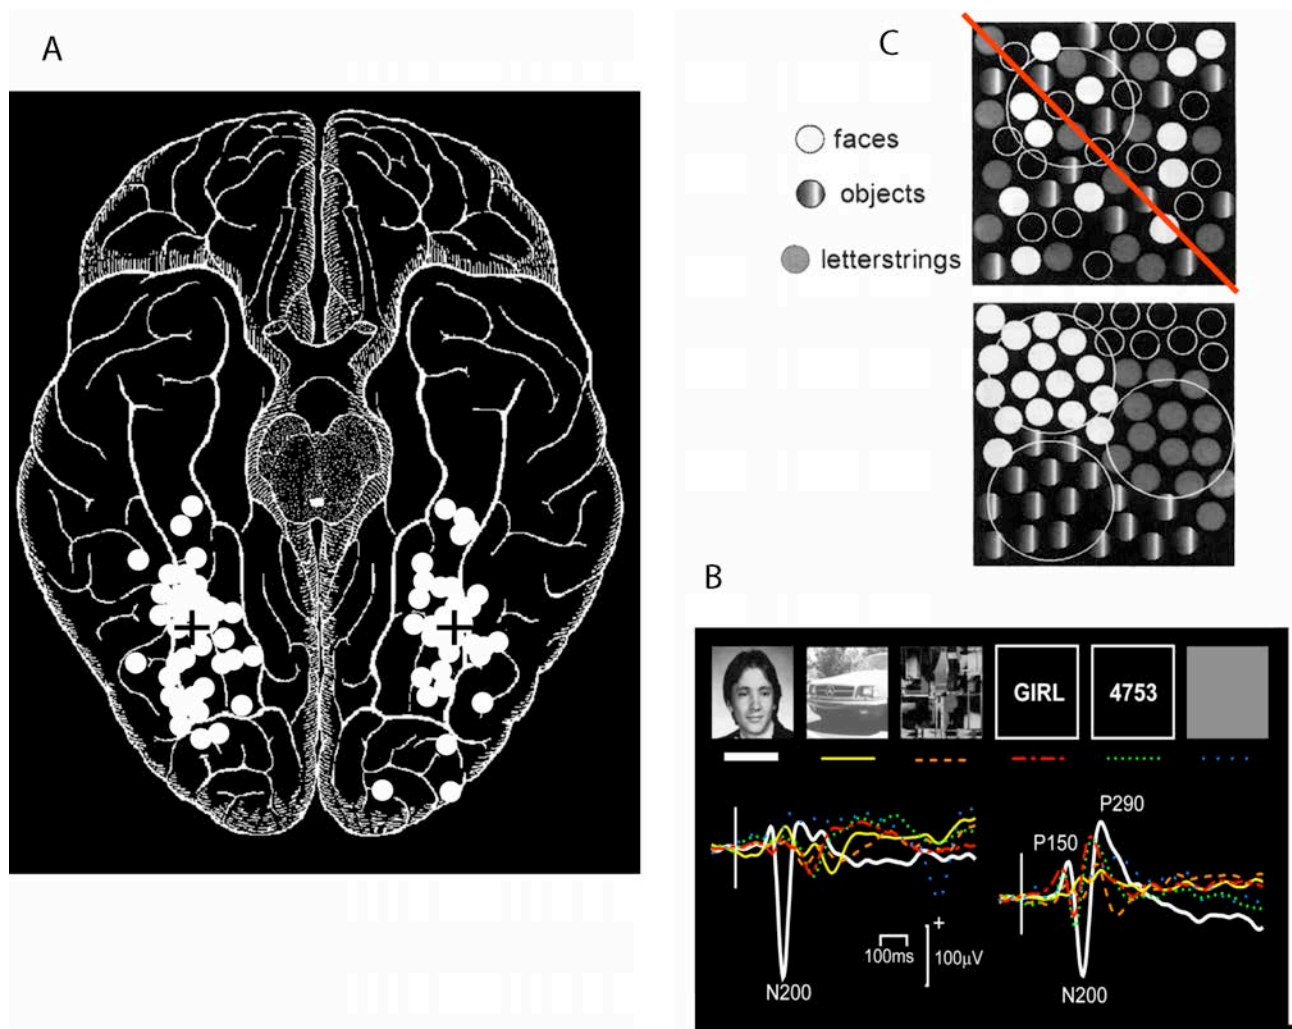 A
C
faces
objects
letterstrings
B
GIRL
4753
P290
P150
+
100ms
100μV
N200
N200